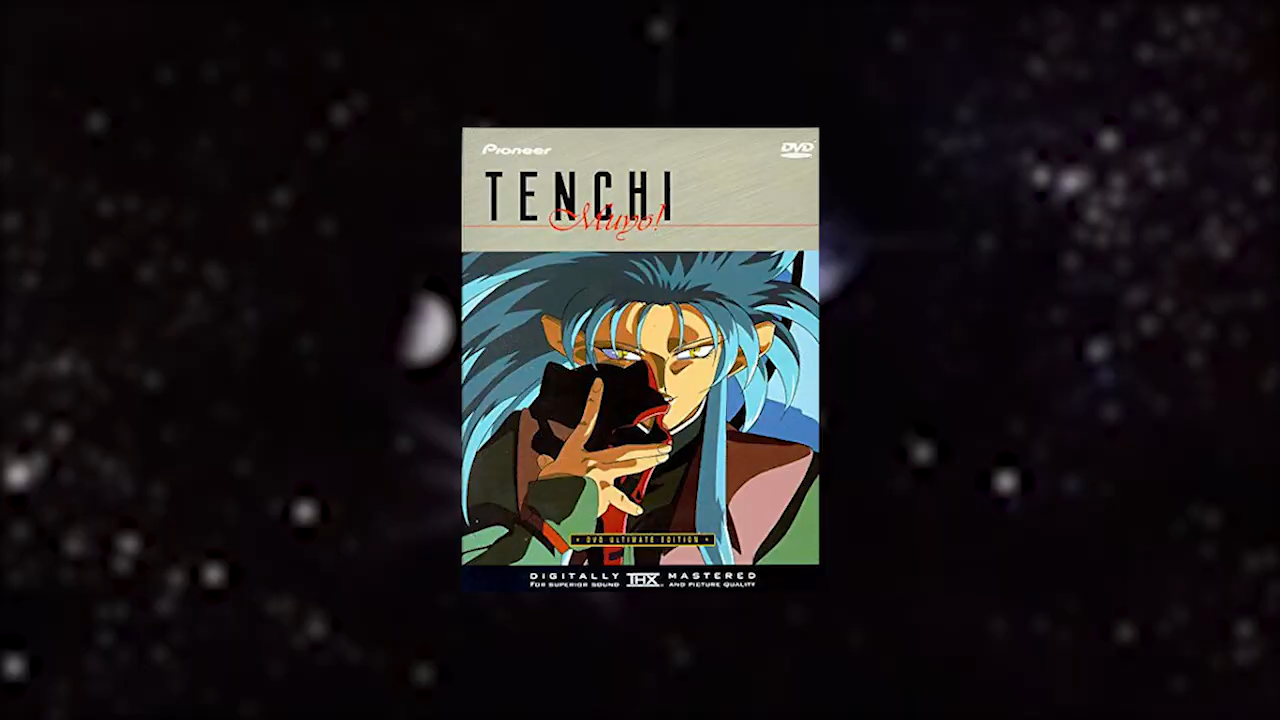 Pioneer
DVD
TENCHI
Muyo!
• DVD ULTIMATE EDITION •
DIGITALLY THX MASTERED
FOR SUPERIOR SOUND AND PICTURE QUALITY